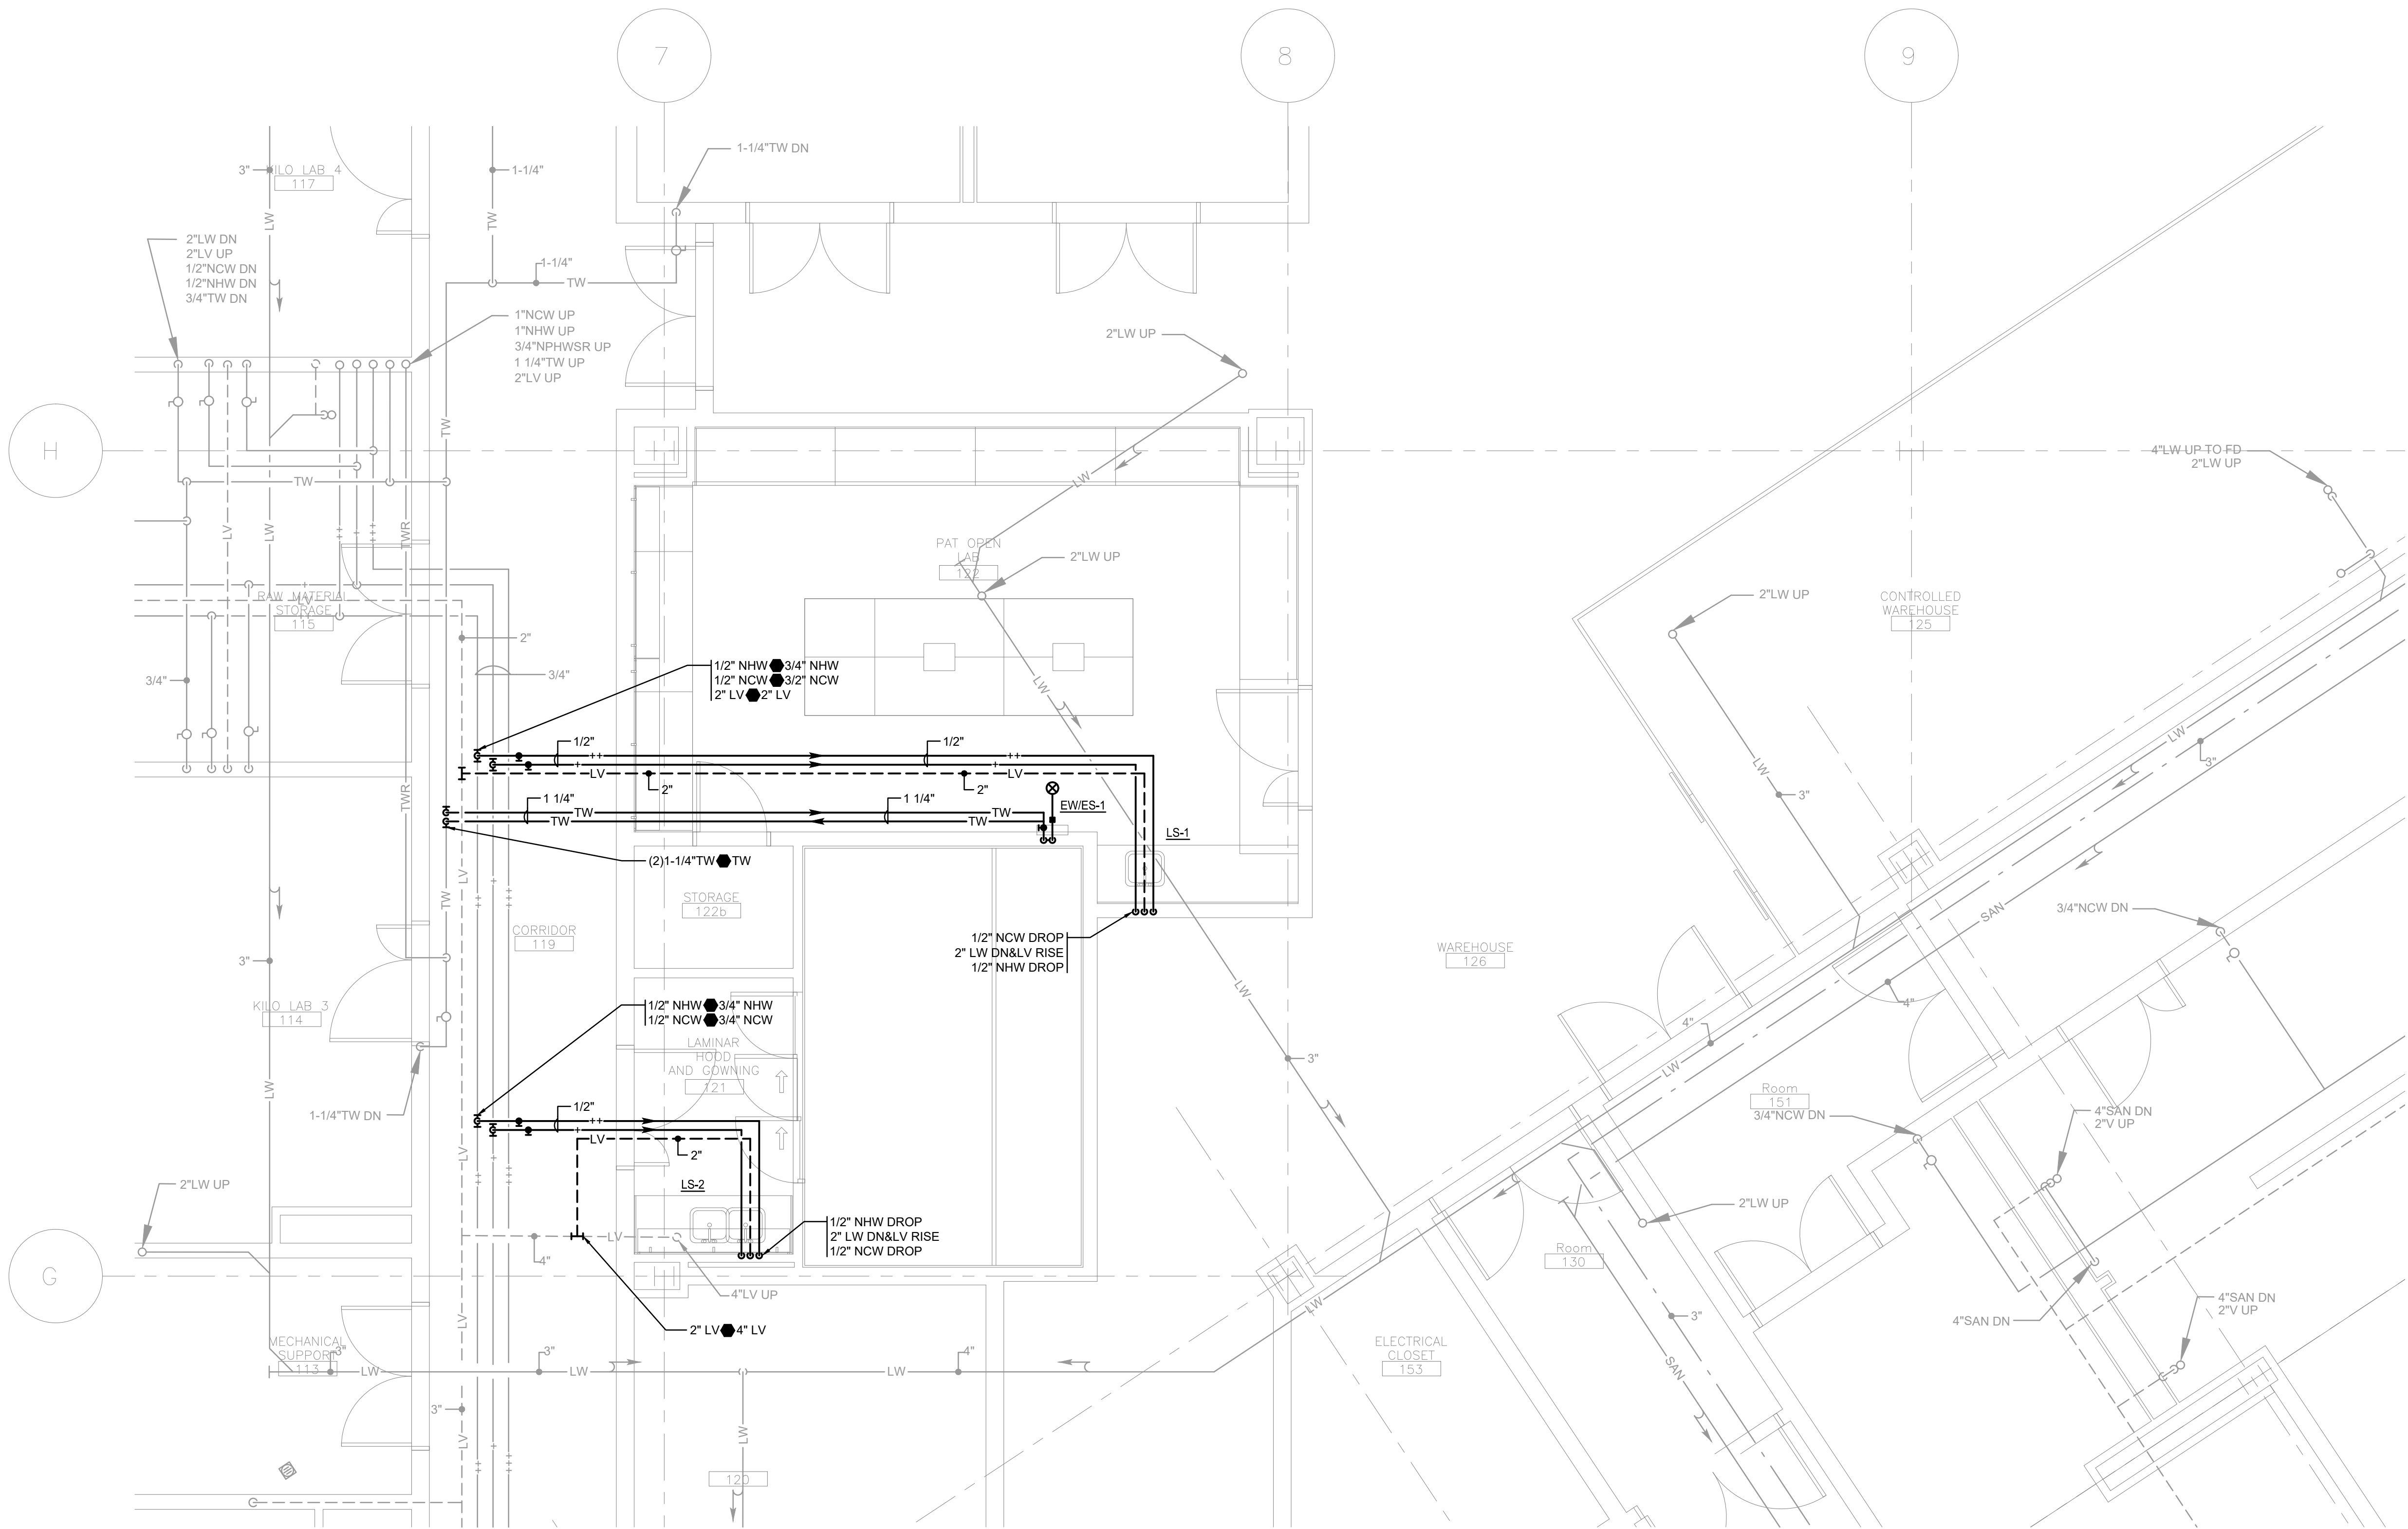 7
8
9
3"
KILO LAB 4
117
1-1/4"
1-1/4"TW DN
LW
TW
2"LW DN
2"LV UP
1/2"NCW DN
1/2"NHW DN
3/4"TW DN
1-1/4"
TW
1"NCW UP
1"NHW UP
3/4"NPHWSR UP
1 1/4"TW UP
2"LV UP
2"LW UP
H
TW
LW
4"LW UP TO FD
2"LW UP
TW
LV
LW
TWR
PAT OPEN
LAB
122
2"LW UP
RAW MATERIAL
STORAGE
115
LV
2"
3/4"
3/4"
2"LW UP
CONTROLLED
WAREHOUSE
125
1/2" NHW 3/4" NHW
1/2" NCW 3/2" NCW
2" LV 2" LV
LW
LW
3"
LW
3"
1/2"
1/2"
LV
LV
2"
2"
TWR
1 1/4"
1 1/4"
TW
TW
TW
TW
EW/ES-1
LS-1
(2)1-1/4"TW TW
LV
TW
STORAGE
122b
CORRIDOR
119
3"
1/2" NCW DROP
2" LW DN&LV RISE
1/2" NHW DROP
WAREHOUSE
126
SAN
3/4"NCW DN
LW
KILO LAB 3
114
1/2" NHW 3/4" NHW
1/2" NCW 3/4" NCW
LAMINAR
HOOD
AND GOWNING
121
4"
4"
3"
LW
LW
1-1/4"TW DN
1/2"
LV
2"
Room
151
3/4"NCW DN
4"SAN DN
2"V UP
2"LW UP
LS-2
2"LW UP
LV
LV
4"
1/2" NHW DROP
2" LW DN&LV RISE
1/2" NCW DROP
G
4"LV UP
Room
130
LV
LW
2" LV 4" LV
3"
4"SAN DN
4"SAN DN
2"V UP
MECHANICAL
SUPPORT
113
3"
LW
3"
LW
LW
4"
ELECTRICAL
CLOSET
153
SAN
3"
LV
LW
120